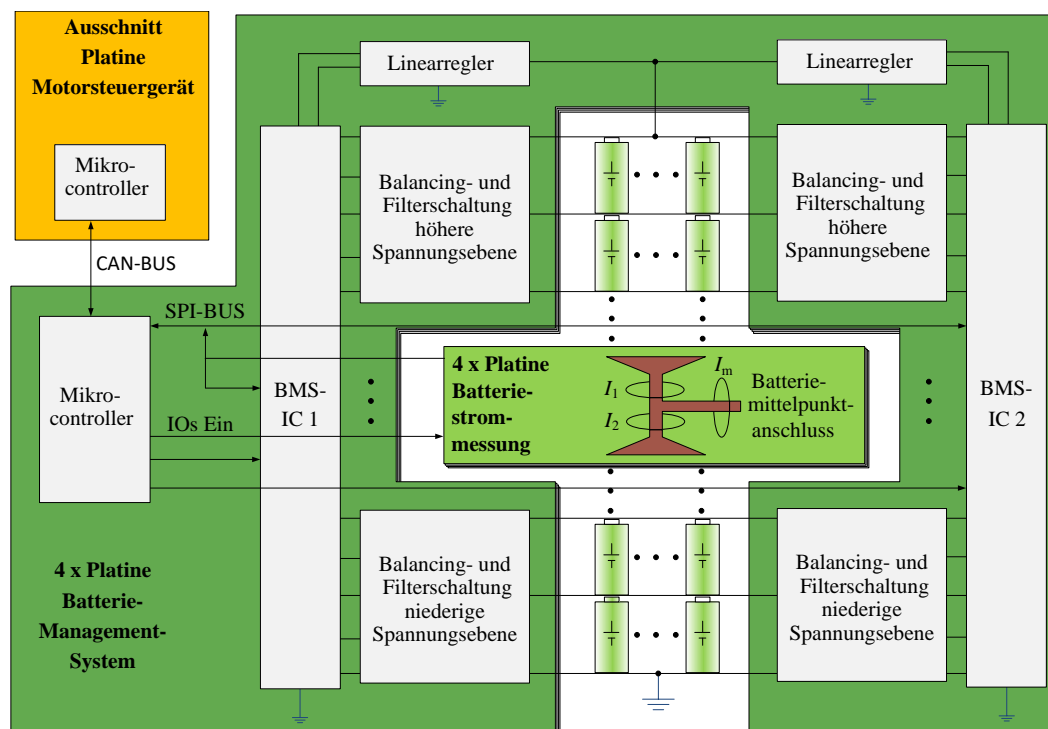 Ausschnitt
Platine
Motorsteuergerät
Mikro-
controller
CAN-BUS
Linearregler
Linearregler
Balancing- und
Filterschaltung
höhere
Spannungsebene
Balancing- und
Filterschaltung
höhere
Spannungsebene
SPI-BUS
Mikro-
controller
IOs Ein
BMS-
IC 1
4 x Platine
Batterie-
strom-
messung
I1
I2
Im
Batterie-
mittelpunkt-
anschluss
BMS-
IC 2
4 x Platine
Batterie-
Management-
System
Balancing- und
Filterschaltung
niederige
Spannungsebene
Balancing- und
Filterschaltung
niederige
Spannungsebene